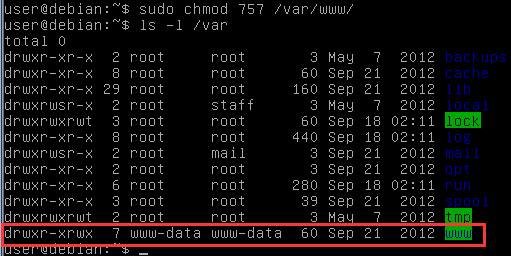 user@debian:~$ sudo chmod 757 /var/www/
user@debian:~$ ls -l /var
total 0
drwxr-xr-x 2 root root 3 May 7 2012 backups
drwxr-xr-x 8 root root 60 Sep 21 2012 cache
drwxr-xr-x 29 root root 160 Sep 21 2012 lib
drwxrwsr-x 2 root staff 3 May 7 2012 local
drwxrwxrwt 3 root root 60 Sep 18 02:11 lock
drwxr-xr-x 8 root root 440 Sep 18 02:11 log
drwxrwsr-x 2 root mail 3 Sep 21 2012 mail
drwxr-xr-x 2 root root 3 Sep 21 2012 opt
drwxr-xr-x 6 root root 280 Sep 18 02:11 run
drwxr-xr-x 3 root root 39 Sep 21 2012 spool
drwxrwxrwt 2 root root 3 May 7 2012 tmp
drwxr-xrwx 7 www-data www-data 60 Sep 21 2012 www
user@debian:~$ _